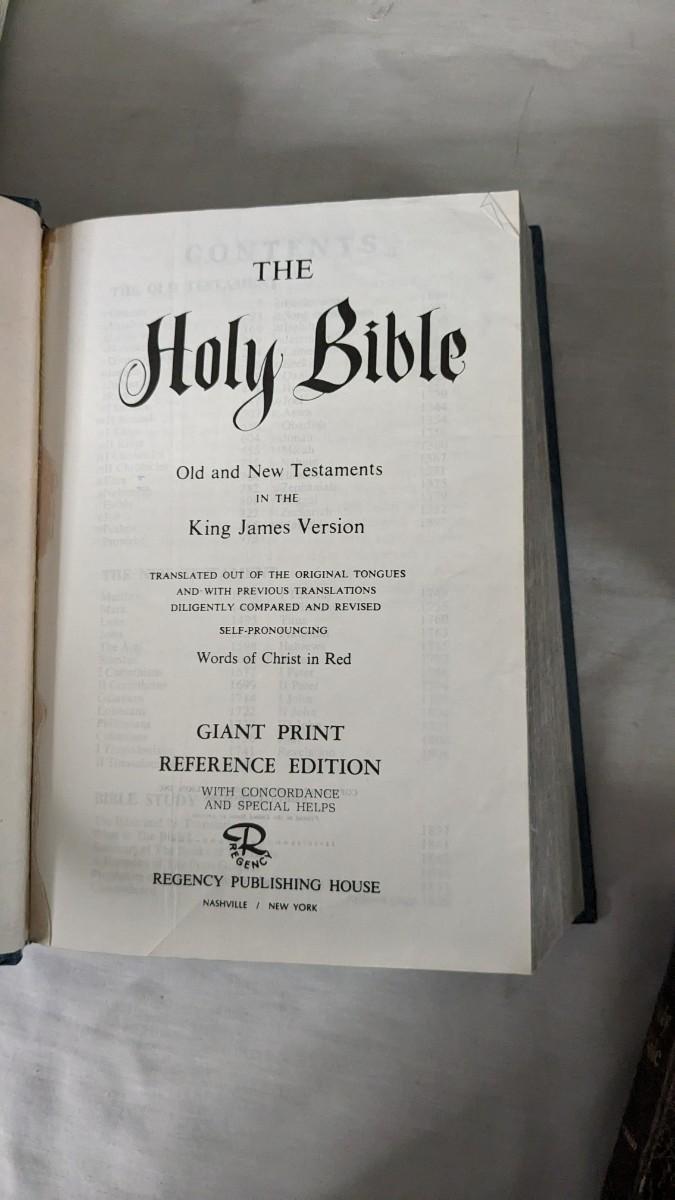 THE
Holy Bible
Old and New Testaments
IN THE
King James Version
TRANSLATED OUT OF THE ORIGINAL TONGUES
AND WITH PREVIOUS TRANSLATIONS
DILIGENTLY COMPARED AND REVISED
SELF-PRONOUNCING
Words of Christ in Red
GIANT PRINT
REFERENCE EDITION
WITH CONCORDANCE
AND SPECIAL HELPS
R
REGENCY
REGENCY PUBLISHING HOUSE
NASHVILLE / NEW YORK